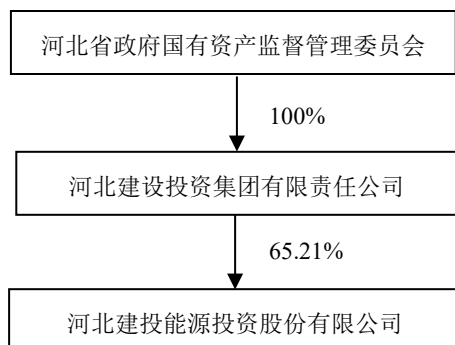 河北省政府国有资产监督管理委员会
100%
河北建设投资集团有限责任公司
65.21%
河北建投能源投资股份有限公司